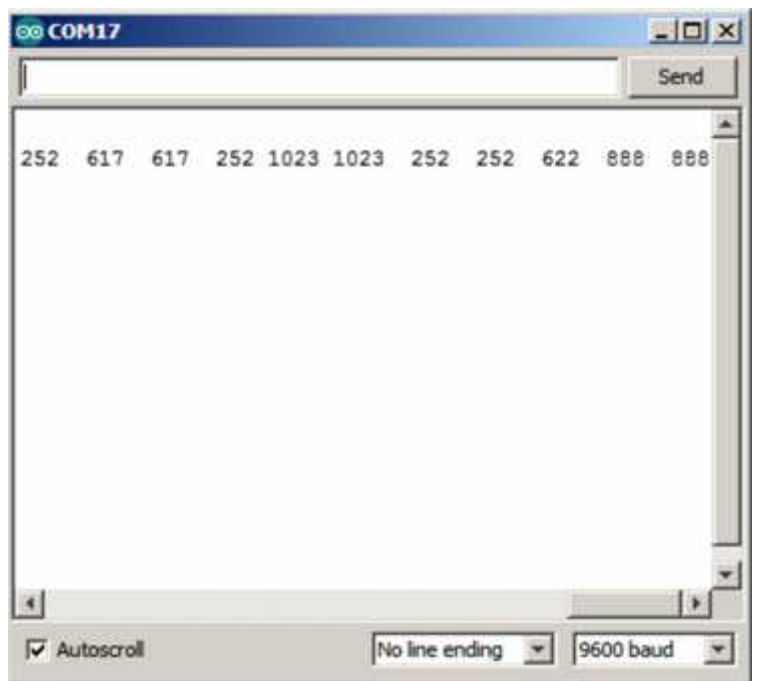 COM17
Send
252 617 617 252 1023 1023 252 252 622 888 888
Autoscroll
No line ending
9600 baud